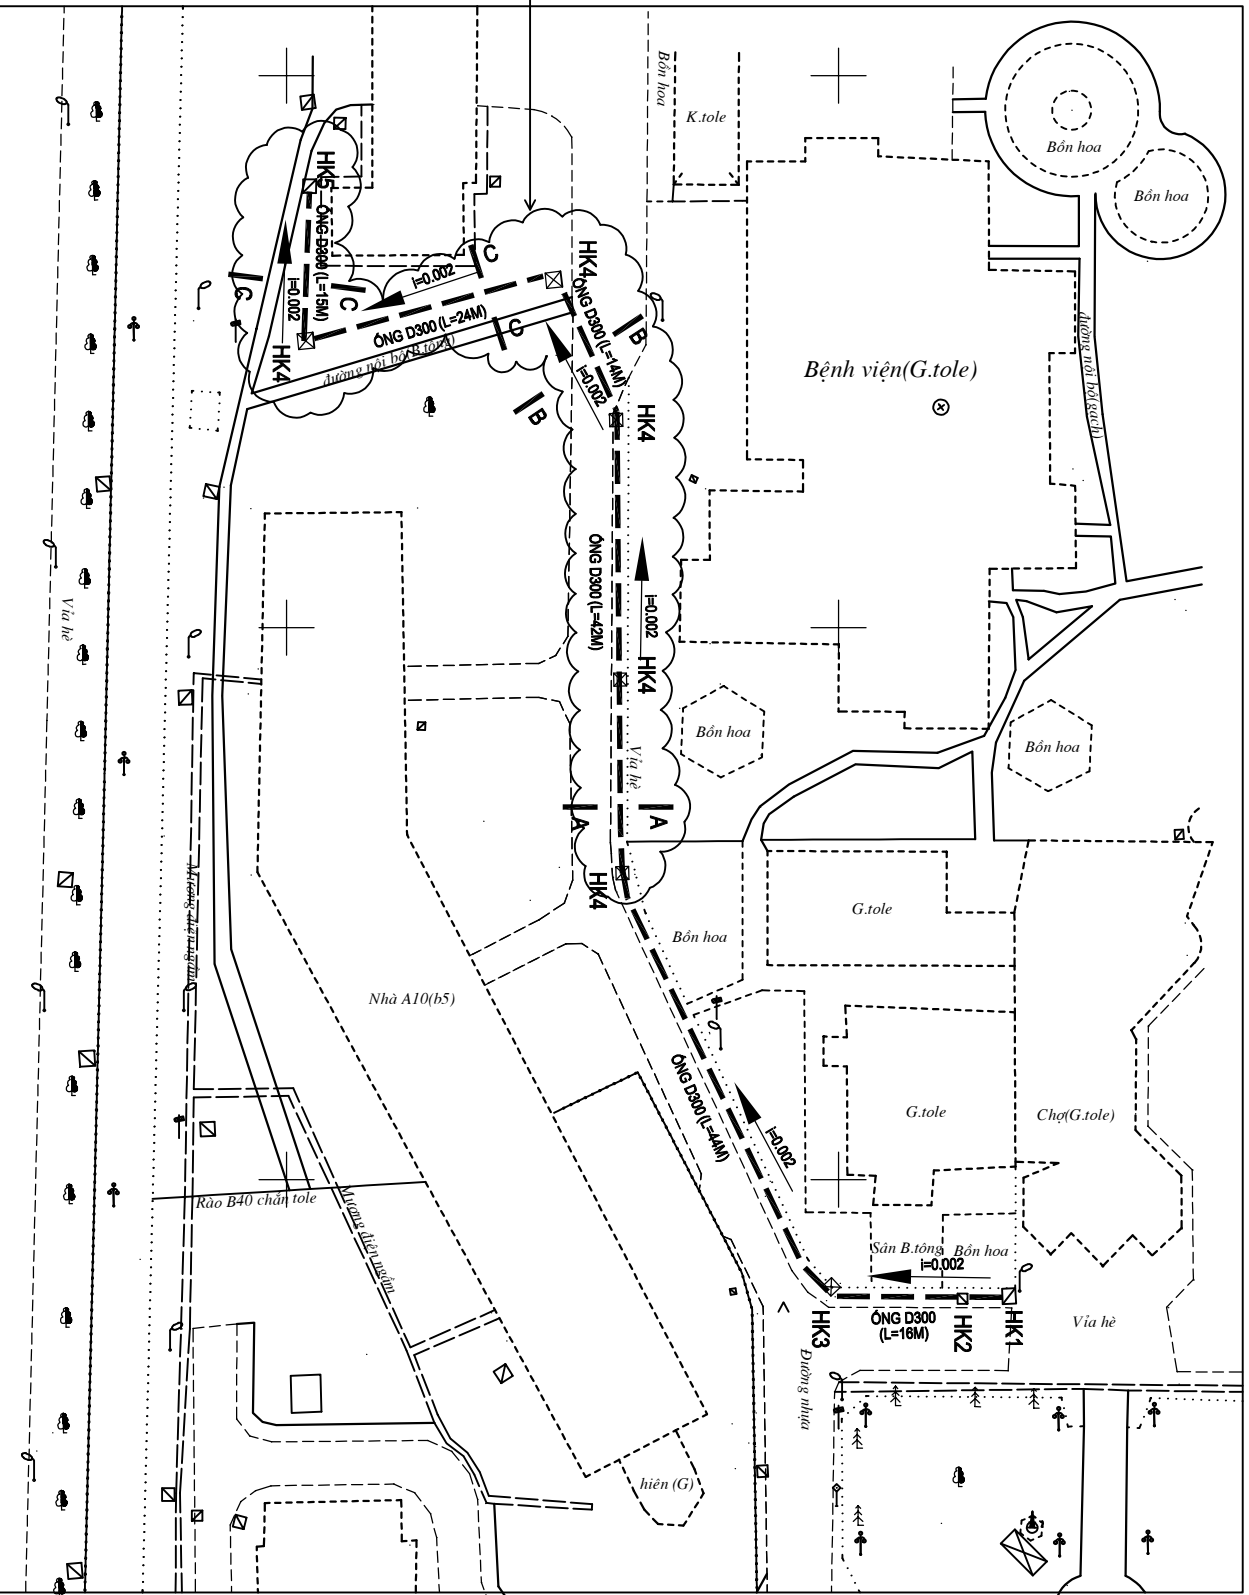 Bồn hoa
K.tole
Bồn hoa
Bồn hoa
HK5
ỐNG D300 (L=15M)
i=0.002
C
C
HK4
C
i=0.002
ỐNG D300 (L=24M)
C
đường nội bộ(B.tông)
HK4
ỐNG D300 (L=14M)
i=0.002
B
B
HK4
Bệnh viện(G.tole)
đường nội bộ(gạch)
ỐNG D300 (L=42M)
i=0.002
HK4
Vỉa hè
Vỉa hè
Bồn hoa
Bồn hoa
A
A
HK4
Mương điện ngầm
G.tole
Bồn hoa
Nhà A10(b5)
ỐNG D300 (L=44M)
i=0.002
G.tole
Chợ(G.tole)
Rào B40 chắn tole
Mương điện ngầm
Sân B.tông
Bồn hoa
i=0.002
ỐNG D300
(L=16M)
HK3
HK2
HK1
Vỉa hè
Đường nhựa
hiên (G)